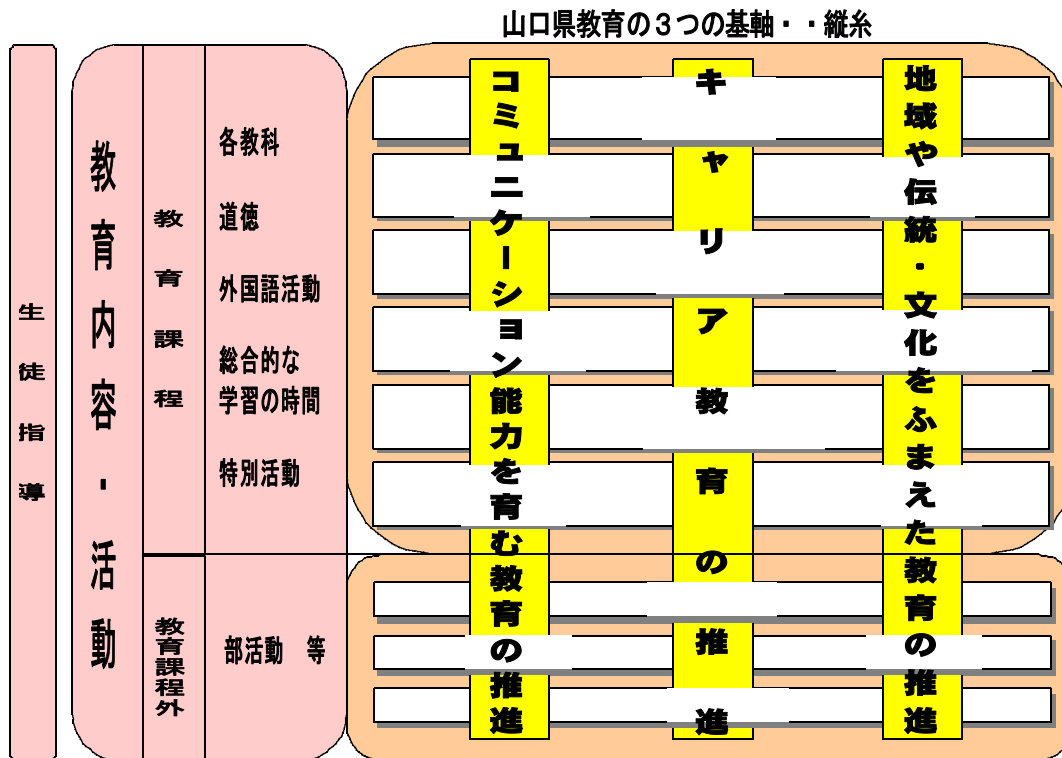 山口県教育の３つの基軸・・縦糸
生徒指導
教育内容・活動
教育課程
各教科
道徳
外国語活動
総合的な
学習の時間
特別活動
教育課程外
部活動　等
コミュニケーション能力を育む教育の推進
キャリア教育の推進
地域や伝統・文化をふまえた教育の推進